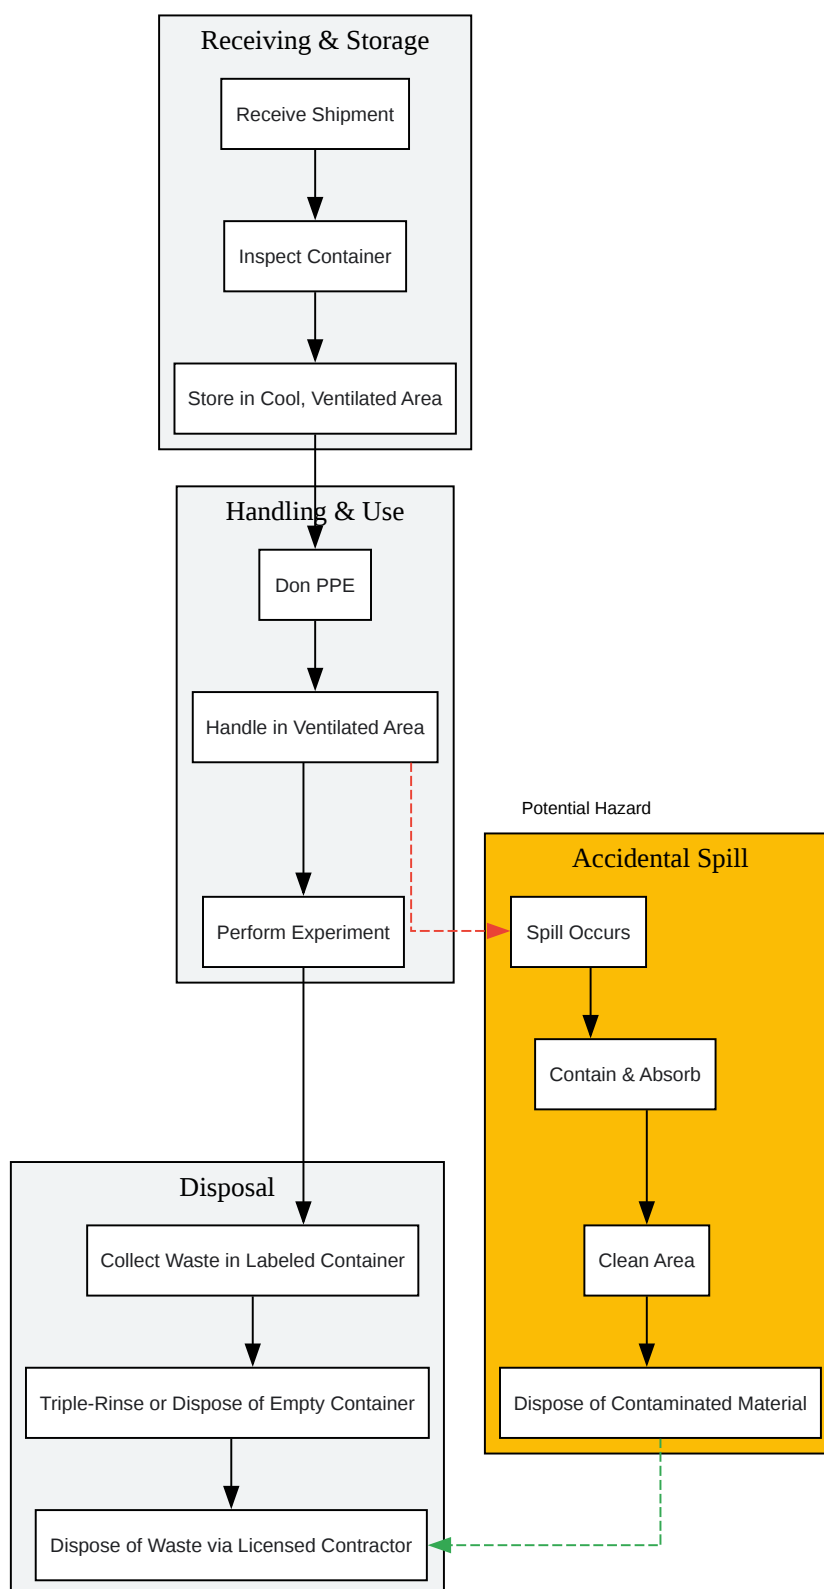 Receiving & Storage
Receive Shipment
Inspect Container
Store in Cool, Ventilated Area
Handling & Use
Don PPE
Handle in Ventilated Area
Perform Experiment
Potential Hazard
Accidental Spill
Spill Occurs
Contain & Absorb
Clean Area
Dispose of Contaminated Material
Disposal
Collect Waste in Labeled Container
Triple-Rinse or Dispose of Empty Container
Dispose of Waste via Licensed Contractor